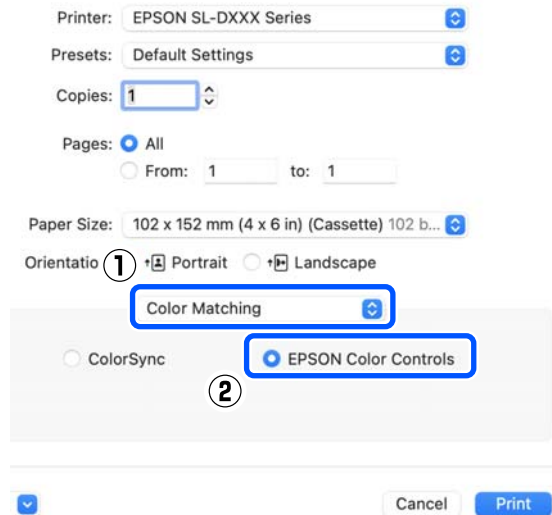 Printer: EPSON SL-DXXX Series
Presets: Default Settings
Copies: 1
Pages: All
From: 1 to: 1
Paper Size: 102 x 152 mm (4 x 6 in) (Cassette) 102 b...
Orientatio Portrait Landscape
1
Color Matching
ColorSync EPSON Color Controls
2
Cancel Print